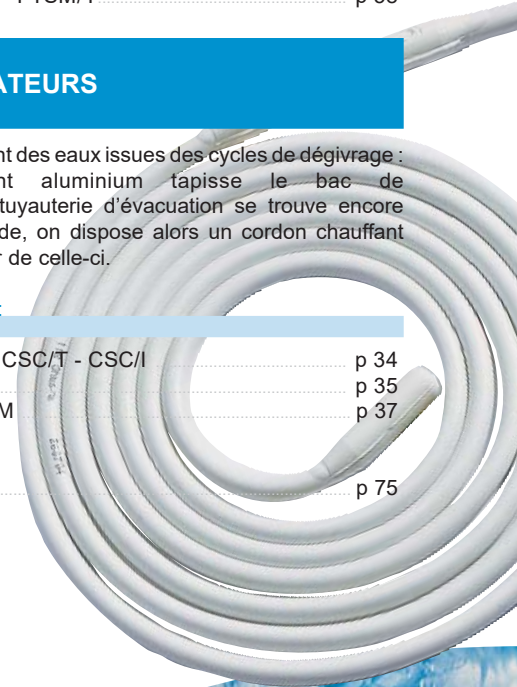 p 34
ATEURS
nt des eaux issues des cycles de dégivrage :
nt aluminium tapisse le bac de
tuyauterie d'évacuation se trouve encore
de, on dispose alors un cordon chauffant
r de celle-ci.
:
CSC/T - CSC/I p 34
p 35
M p 37
p 75